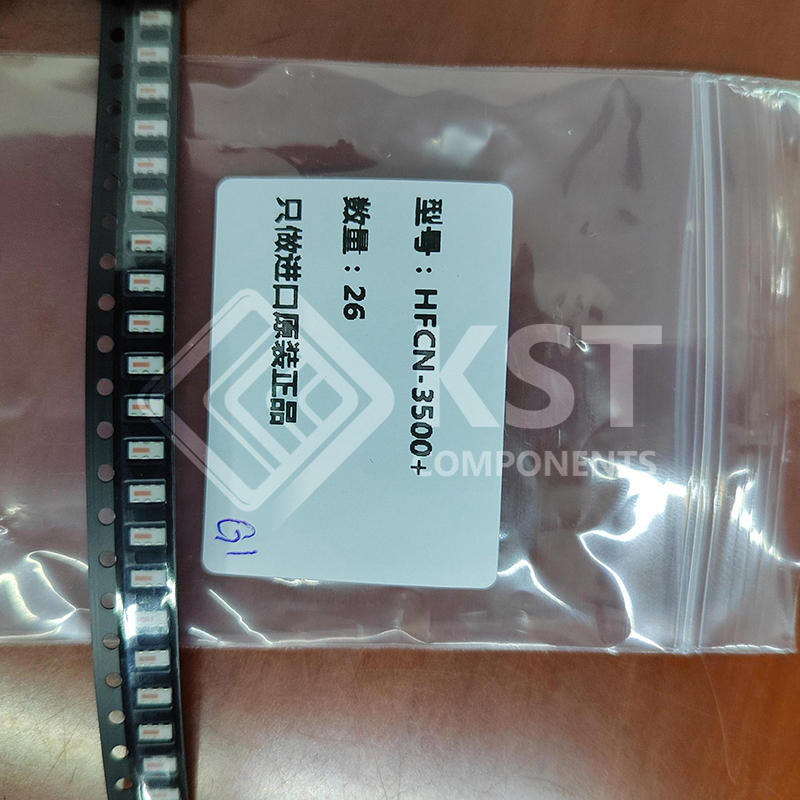 型号：HFCN-3500+
数量：26
只做进口原装正品
G1
KST
COMPONENTS